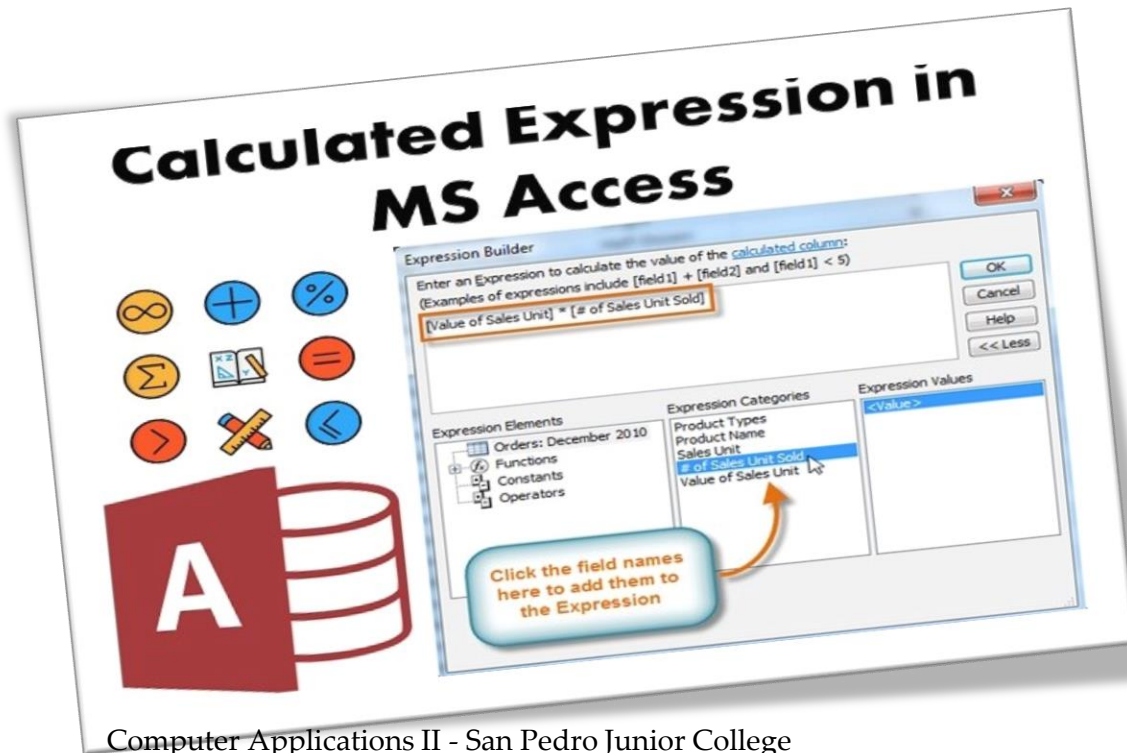 Calculated Expression in
MS Access
Expression Builder
Enter an Expression to calculate the value of the calculated column:
(Examples of expressions include [field1] + [field2] and [field1] < 5)
[Value of Sales Unit] * [# of Sales Unit Sold]
OK
Cancel
Help
<< Less
Expression Elements
Orders: December 2010
Functions
Constants
Operators
Expression Categories
Product Types
Product Name
Sales Unit
# of Sales Unit Sold
Value of Sales Unit
Expression Values
<Value>
Click the field names
here to add them to
the Expression
∞
+
%
Σ
XZ
Y
=
>
≤
A
Computer Applications II - San Pedro Junior College